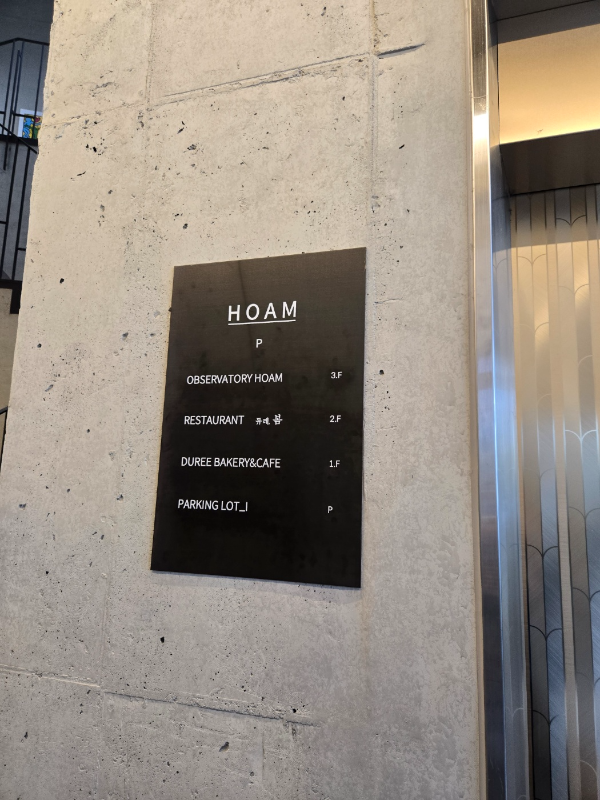 HOAM
P
OBSERVATORY HOAM 3.F
RESTAURANT 2.F
DUREE BAKERY&CAFE 1.F
PARKING LOT_I P